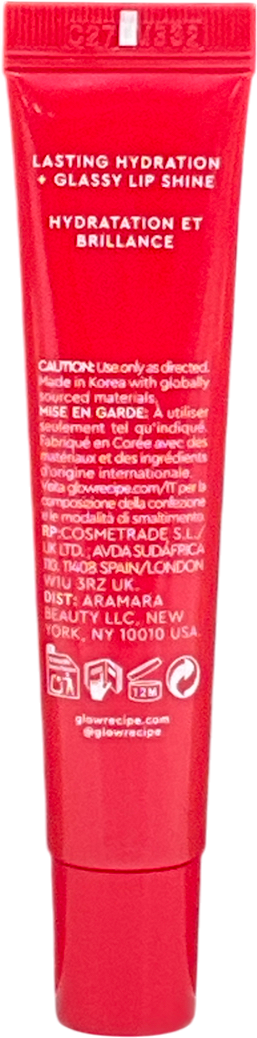 LASTING HYDRATION
+ GLASSY LIP SHINE
HYDRATATION ET
BRILLANCE
CAUTION: Use only as directed.
Made in Korea with globally
sourced materials.
MISE EN GARDE: À utiliser
seulement tel qu'indiqué.
Fabriqué en Corée avec des
matériaux et des ingrédients
d'origine internationale.
Visita glowrecipe.com/IT per la
composizione della confezione
e le modalità di smaltimento.
RP:COSMETRADE S.L./
UK LTD.; AVDA SUDÁFRICA
110. 11408 SPAIN/LONDON
W1U 3RZ UK.
DIST: ARAMARA
BEAUTY LLC, NEW
YORK, NY 10010 USA.
12M
glowrecipe.com
@glowrecipe